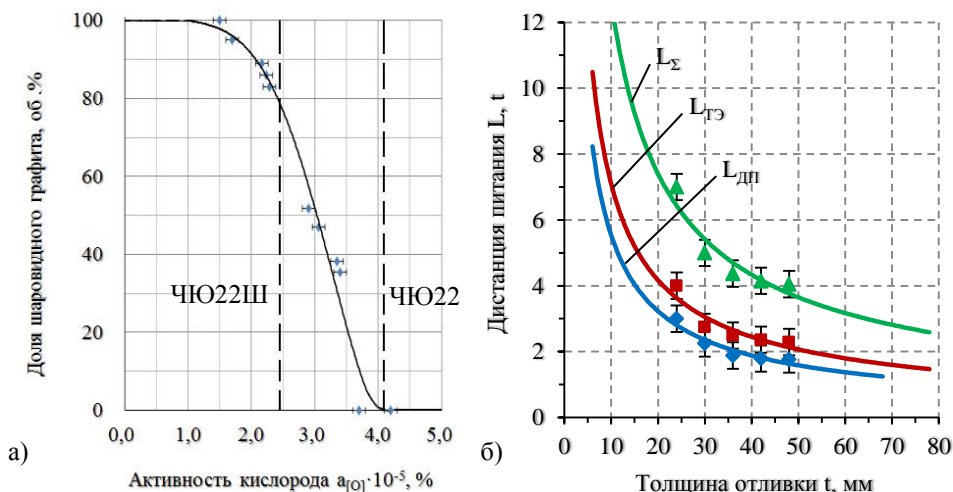 а)
Доля шаровидного графита, об.%
100
80
60
40
20
0
ЧЮ22Ш
ЧЮ22
0,0 1,0 2,0 3,0 4,0 5,0
Активность кислорода a[O]·10⁻⁵, %
б)
Дистанция питания L, t
12
10
8
6
4
2
0
LΣ
LТЭ
LДП
0 10 20 30 40 50 60 70 80
Толщина отливки t, мм